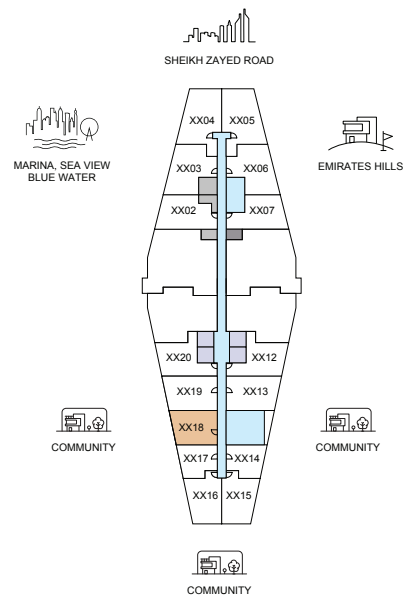 SHEIKH ZAYED ROAD
XX04 XX05
MARINA, SEA VIEW
BLUE WATER
XX03 XX06
EMIRATES HILLS
XX02 XX07
XX20 XX12
XX19 XX13
XX18
COMMUNITY
COMMUNITY
XX17 XX14
XX16 XX15
COMMUNITY